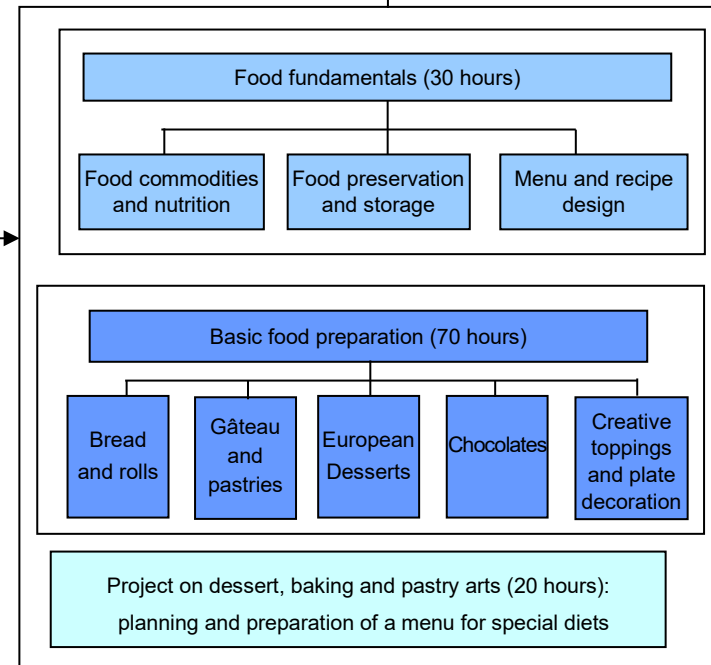 Food fundamentals (30 hours)
Food commodities
and nutrition
Food preservation
and storage
Menu and recipe
design
Basic food preparation (70 hours)
Bread
and rolls
Gâteau
and
pastries
European
Desserts
Chocolates
Creative
toppings
and plate
decoration
Project on dessert, baking and pastry arts (20 hours):
planning and preparation of a menu for special diets